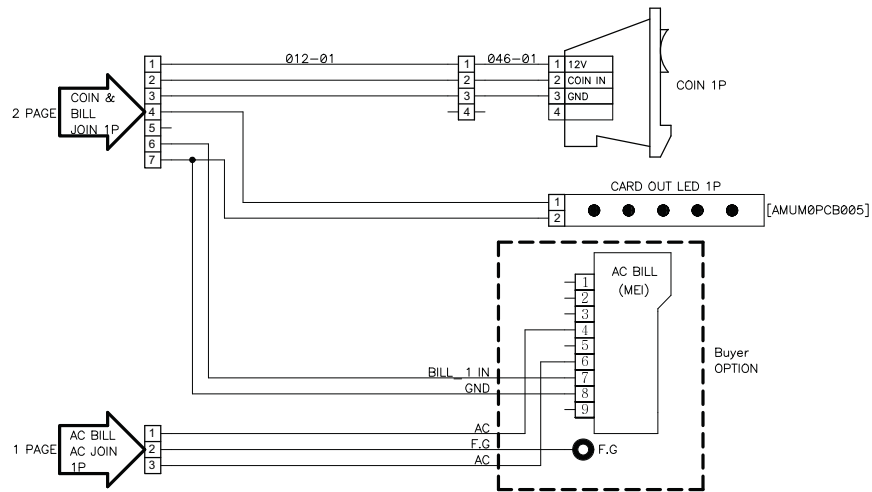 012-01
046-01
1
2
3
4
5
6
7
1
2
3
4
1 12V
2 COIN IN
3 GND
4
COIN 1P
2 PAGE
COIN &
BILL
JOIN 1P
CARD OUT LED 1P
1
2
[AMUM0PCB005]
AC BILL
(MEI)
1
2
3
4
5
6
7
8
9
Buyer
OPTION
BILL_ 1 IN
GND
AC
F.G
AC
F.G
1 PAGE
AC BILL
AC JOIN
1P
1
2
3